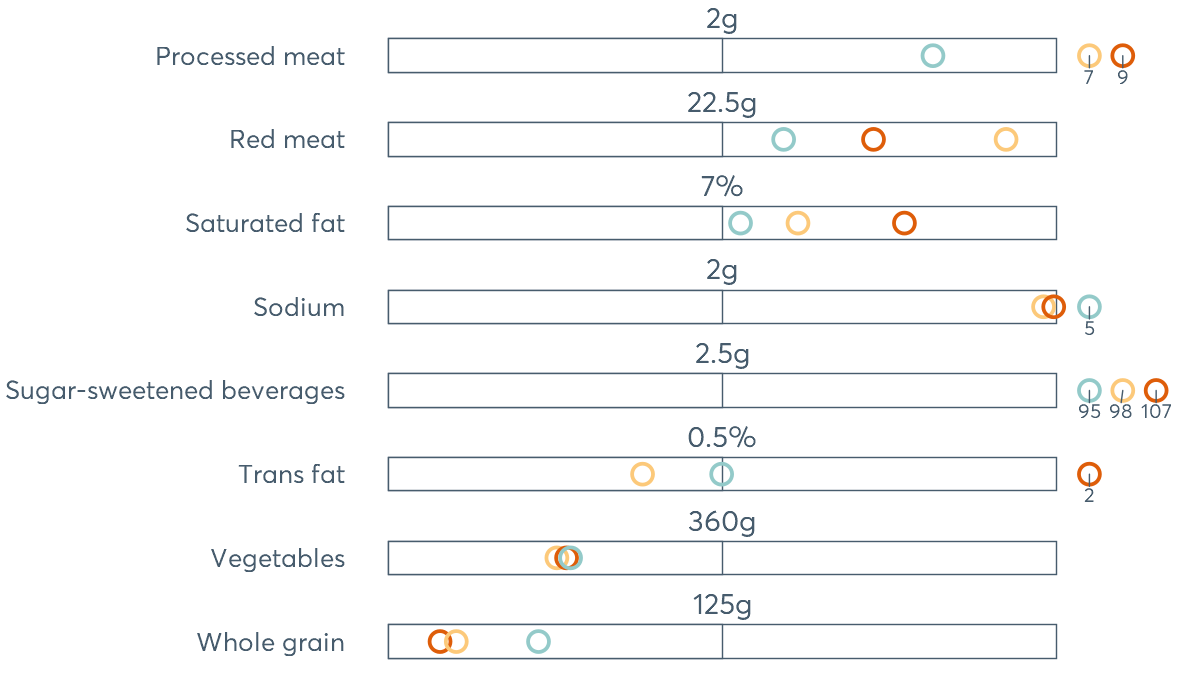 2g
Processed meat
7 9
22.5g
Red meat
7%
Saturated fat
2g
Sodium
5
2.5g
Sugar-sweetened beverages
95 98 107
0.5%
Trans fat
2
360g
Vegetables
125g
Whole grain